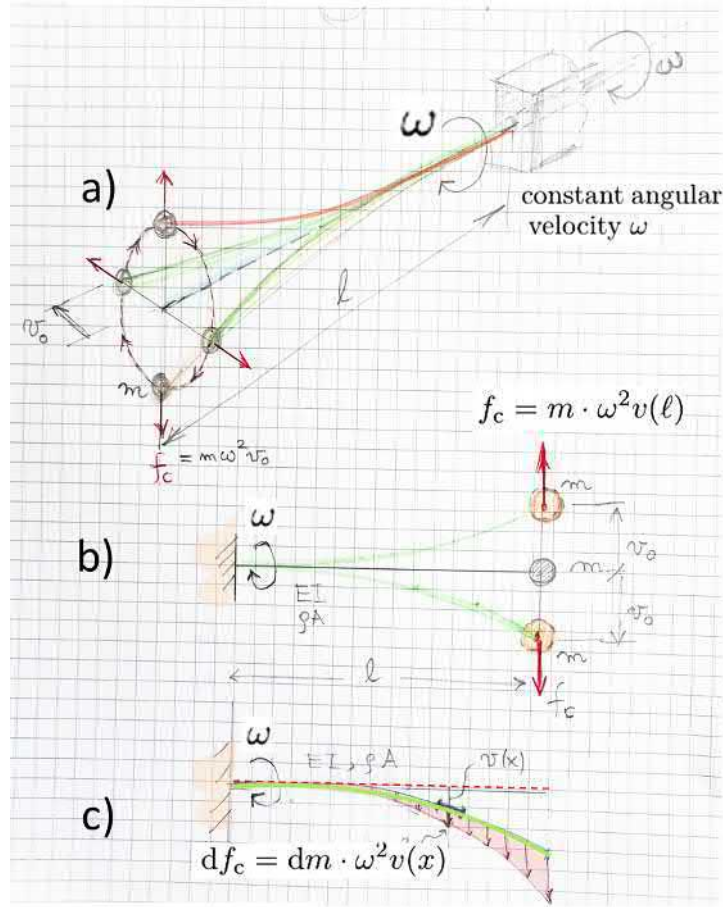 ω
ω
a)
constant angular
velocity ω
l
v₀
m
f_c = mω²v₀
f_c = m · ω²v(ℓ)
m
ω
b)
m
v₀
EI
ρA
v₀
m
l
f_c
ω
EI, ρA
v(x)
c)
df_c = dm · ω²v(x)